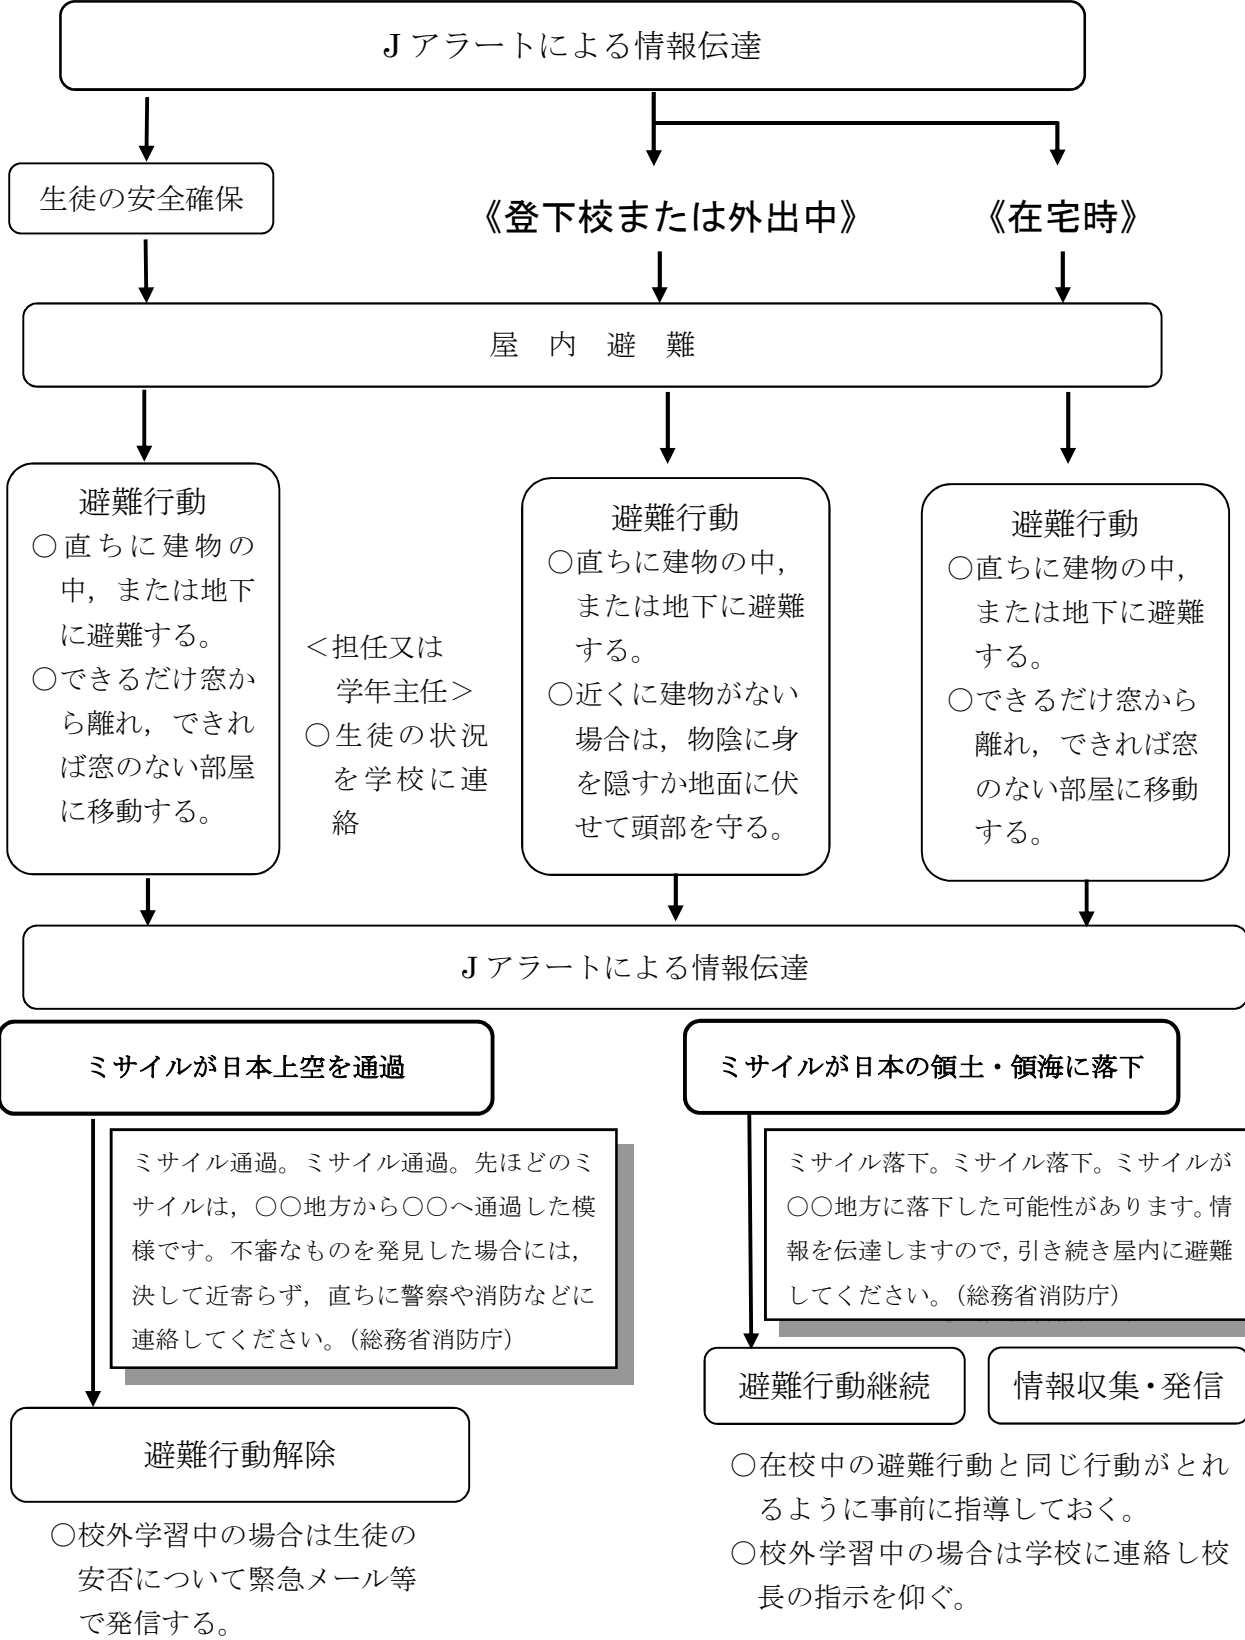 Jアラートによる情報伝達
生徒の安全確保
《登下校または外出中》
《在宅時》
屋　内　避　難
避難行動
○直ちに建物の
中，または地下
に避難する。
○できるだけ窓か
ら離れ，できれ
ば窓のない部屋
に移動する。
＜担任又は
学年主任＞
○生徒の状況
を学校に連
絡
避難行動
○直ちに建物の中，
または地下に避難
する。
○近くに建物がない
場合は，物陰に身
を隠すか地面に伏
せて頭部を守る。
避難行動
○直ちに建物の中，
または地下に避難
する。
○できるだけ窓から
離れ，できれば窓
のない部屋に移動
する。
Jアラートによる情報伝達
ミサイルが日本上空を通過
ミサイル通過。ミサイル通過。先ほどのミ
サイルは，○○地方から○○へ通過した模
様です。不審なものを発見した場合には，
決して近寄らず，直ちに警察や消防などに
連絡してください。（総務省消防庁）
避難行動解除
○校外学習中の場合は生徒の
安否について緊急メール等
で発信する。
ミサイルが日本の領土・領海に落下
ミサイル落下。ミサイル落下。ミサイルが
○○地方に落下した可能性があります。情
報を伝達しますので，引き続き屋内に避難
してください。（総務省消防庁）
避難行動継続
情報収集・発信
○在校中の避難行動と同じ行動がとれ
るように事前に指導しておく。
○校外学習中の場合は学校に連絡し校
長の指示を仰ぐ。